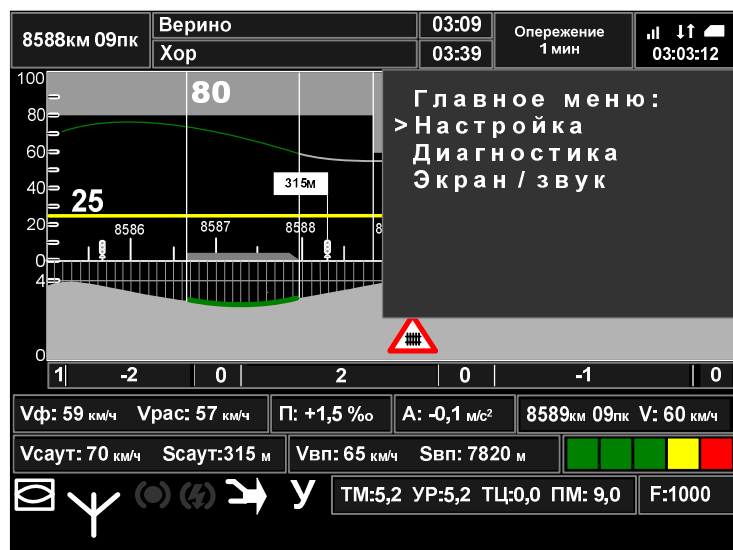 8588км 09пк
Верино 03:09
Хор 03:39
Опережение
1 мин
03:03:12
100
80
60
40
20
0
4
0
80
25
315м
8586 8587 8588 8
Главное меню:
>Настройка
Диагностика
Экран / звук
1 -2 0 2 0 -1 0
Vф: 59 км/ч Vрас: 57 км/ч
П: +1,5 ‰
А: -0,1 м/с²
8589км 09пк V: 60 км/ч
Vсаут: 70 км/ч Sсаут:315 м
Vвп: 65 км/ч Sвп: 7820 м
У
ТМ:5,2 УР:5,2 ТЦ:0,0 ПМ: 9,0
F:1000